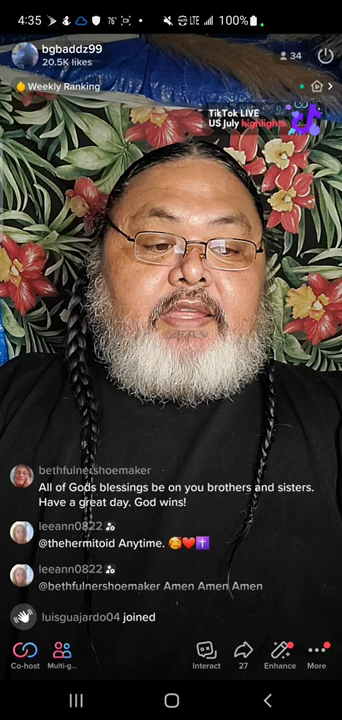 4:35
76°
LTE
100%
bgbaddz99
20.5K likes
34
Weekly Ranking
TikTok LIVE
US July highlights
bethfulnershoemaker
All of Gods blessings be on you brothers and sisters.
Have a great day. God wins!
leeann0822
@thehermitoid Anytime. 🥰❤️✝️
leeann0822
@bethfulnershoemaker Amen Amen Amen
luisguajardo04 joined
Co-host
Multi-g...
Interact
27
Enhance
More